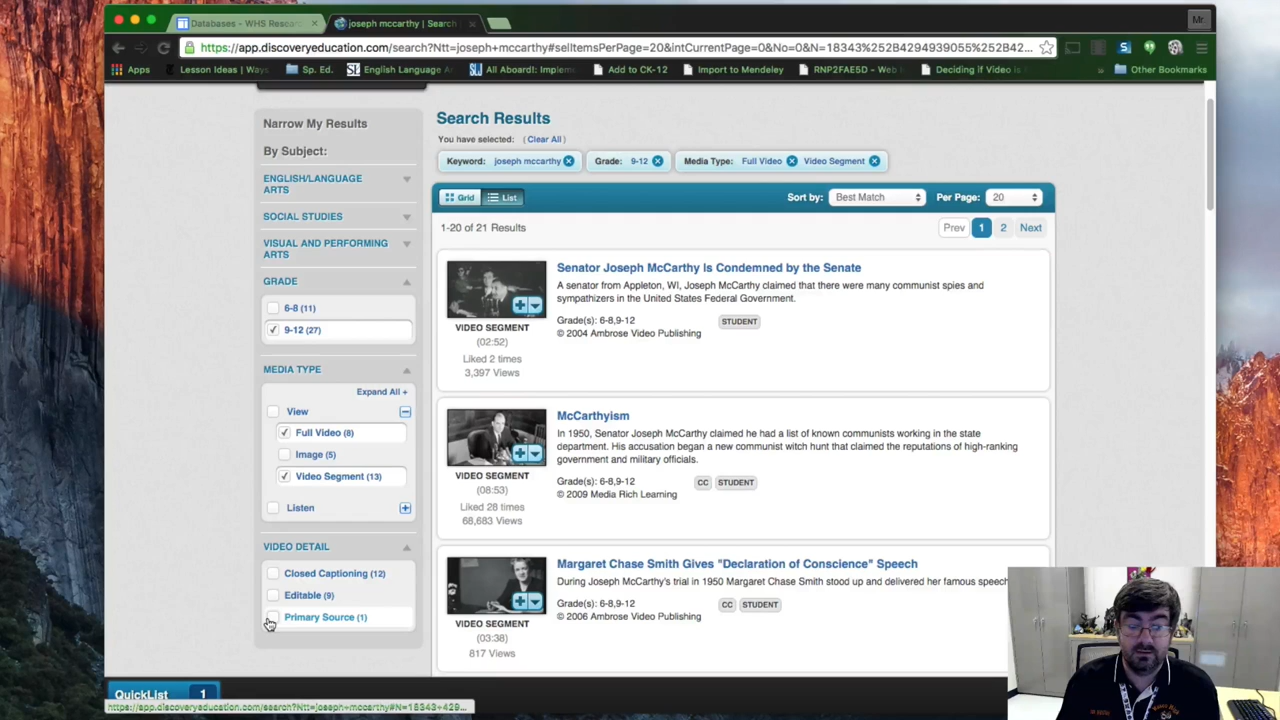 Databases - WHS Resear
joseph mccarthy | Search
Mr.
https://app.discoveryeducation.com/search?Ntt=joseph+mccarthy#selItemsPerPage=20&intCurrentPage=0&No=0&N=18343%252B4294939055%252B42...
Apps
Lesson Ideas | Ways
Sp. Ed.
English Language A
All Aboard!: Implem
Add to CK-12
Import to Mendeley
RNP2FAE5D - Web
Deciding if Video is
»
Other Bookmarks
Narrow My Results
By Subject:
ENGLISH/LANGUAGE
ARTS
SOCIAL STUDIES
VISUAL AND PERFORMING
ARTS
GRADE
6-8 (11)
9-12 (27)
MEDIA TYPE
Expand All +
View
Full Video (8)
Image (5)
Video Segment (13)
Listen
VIDEO DETAIL
Closed Captioning (12)
Editable (9)
Primary Source (1)
Search Results
You have selected: ( Clear All )
Keyword: joseph mccarthy Grade: 9-12 Media Type: Full Video Video Segment
Grid List Sort by: Best Match Per Page: 20
1-20 of 21 Results Prev 1 2 Next
VIDEO SEGMENT
(02:52)
Liked 2 times
3,397 Views
Senator Joseph McCarthy Is Condemned by the Senate
A senator from Appleton, WI, Joseph McCarthy claimed that there were many communist spies and
sympathizers in the United States Federal Government.
Grade(s): 6-8,9-12 STUDENT
© 2004 Ambrose Video Publishing
VIDEO SEGMENT
(08:53)
Liked 28 times
68,683 Views
McCarthyism
In 1950, Senator Joseph McCarthy claimed he had a list of known communists working in the state
department. His accusation began a new communist witch hunt that claimed the reputations of high-ranking
government and military officials.
Grade(s): 6-8,9-12 CC STUDENT
© 2009 Media Rich Learning
VIDEO SEGMENT
(03:38)
817 Views
Margaret Chase Smith Gives "Declaration of Conscience" Speech
During Joseph McCarthy's trial in 1950 Margaret Chase Smith stood up and delivered her famous speech
Grade(s): 6-8,9-12 CC STUDENT
© 2006 Ambrose Video Publishing
QuickList 1
https://app.discoveryeducation.com/search?Ntt=joseph+mccarthy#N=18343+429...